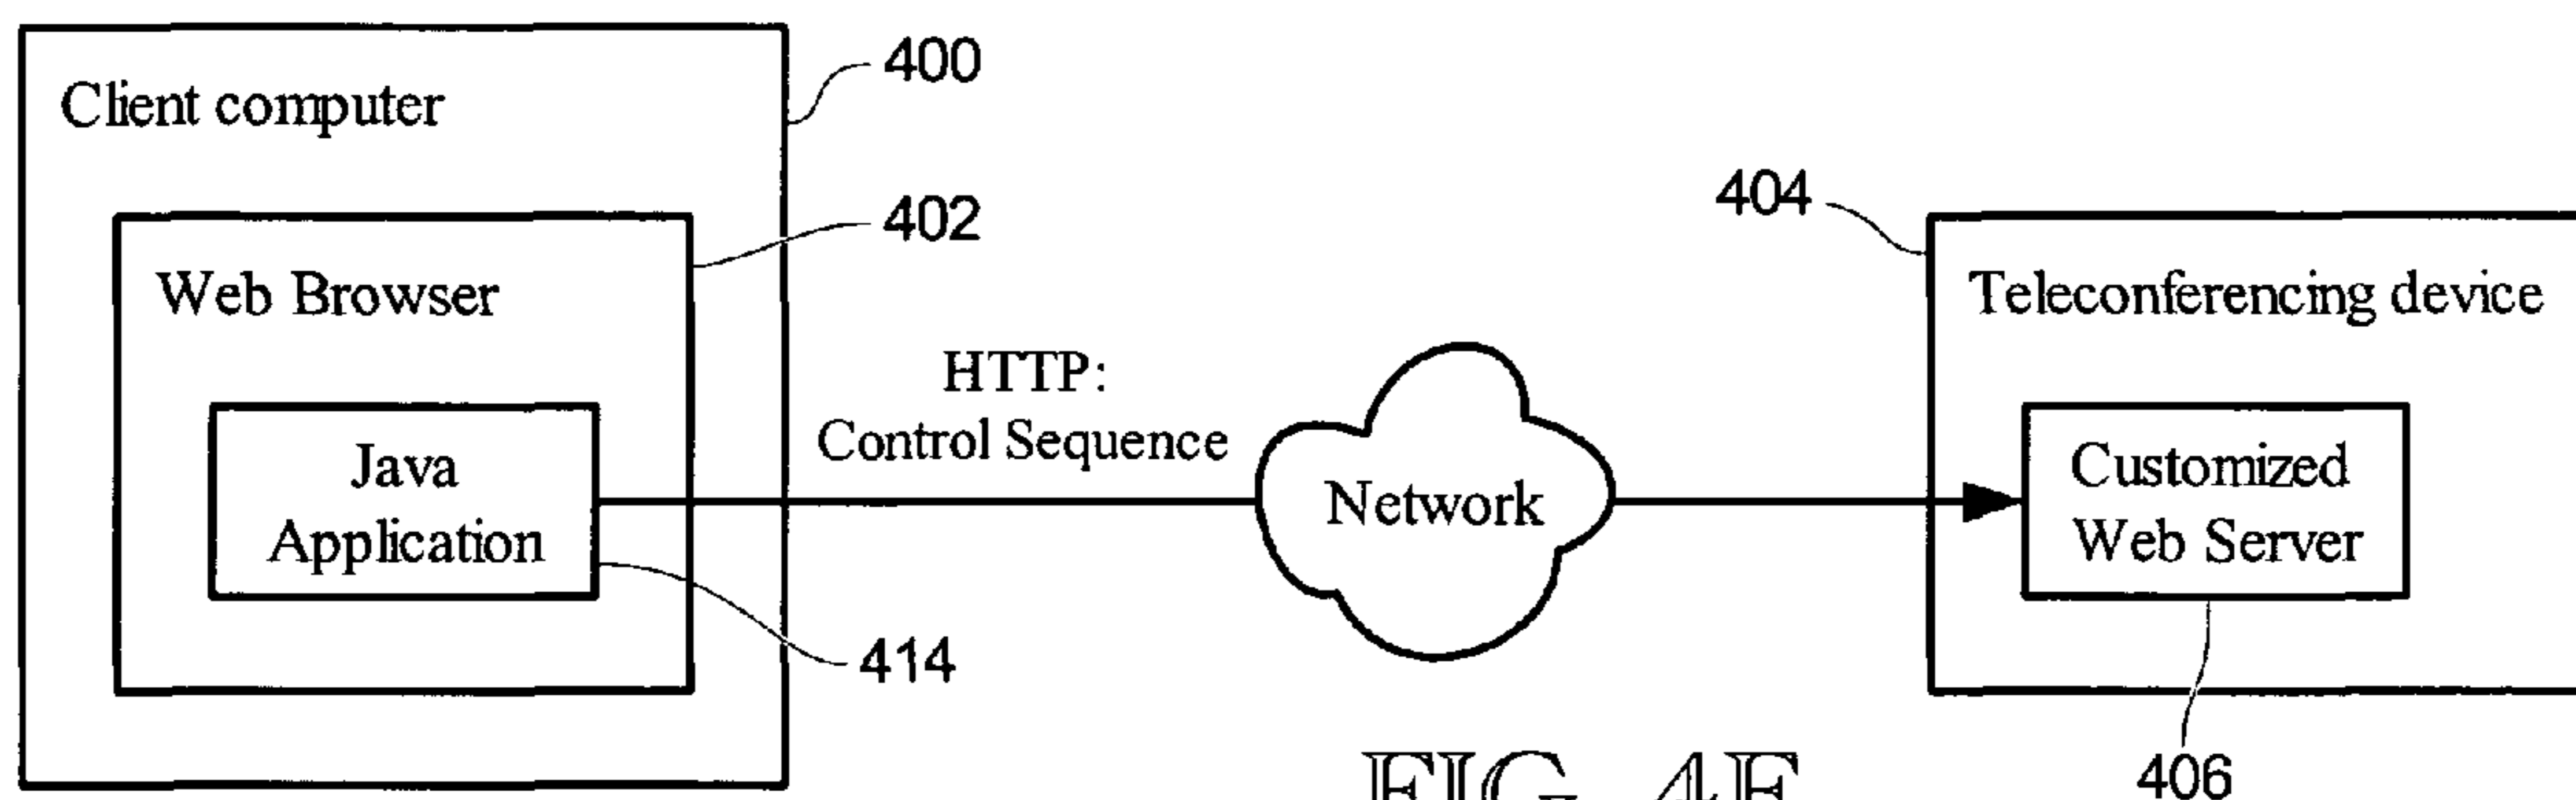 Client computer
400
Web Browser
402
Java
Application
414
HTTP:
Control Sequence
Network
404
Teleconferencing device
Customized
Web Server
406